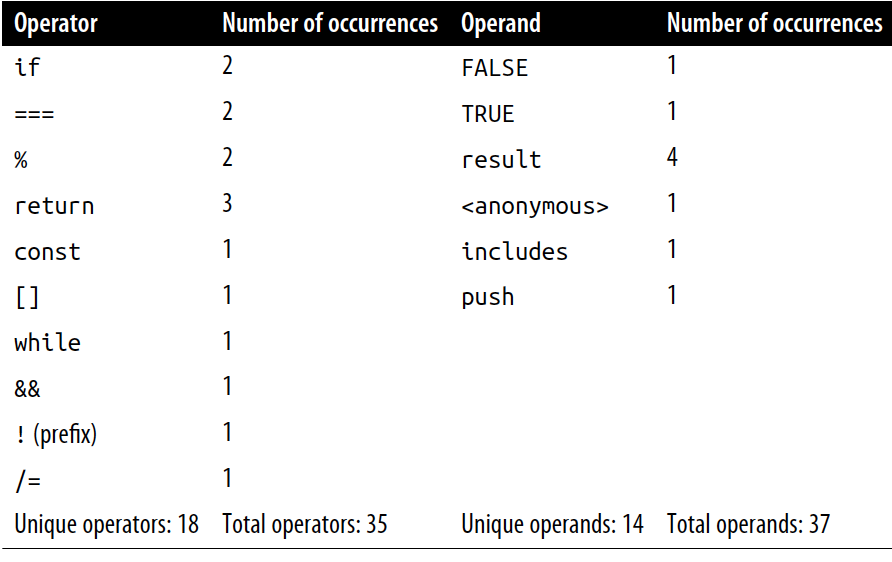 Operator Number of occurrences Operand Number of occurrences
if 2 FALSE 1
=== 2 TRUE 1
% 2 result 4
return 3 <anonymous> 1
const 1 includes 1
[] 1 push 1
while 1
&& 1
! (prefix) 1
/= 1
Unique operators: 18 Total operators: 35 Unique operands: 14 Total operands: 37